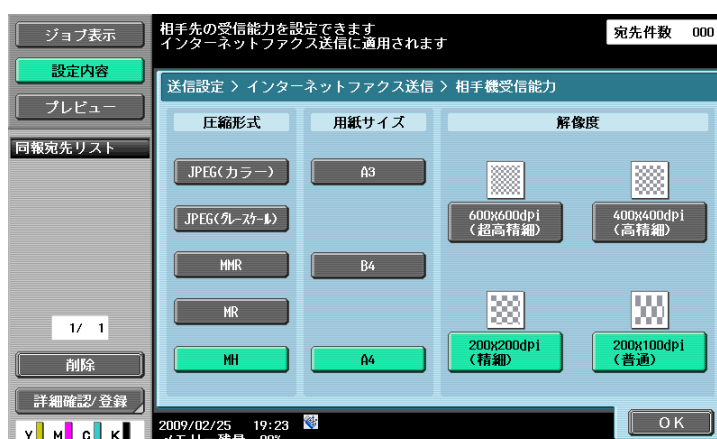 ジョブ表示
設定内容
プレビュー
同報宛先リスト
1/ 1
削除
詳細確認/登録
Y M C K
相手先の受信能力を設定できます
インターネットファクス送信に適用されます
宛先件数 000
送信設定 > インターネットファクス送信 > 相手機受信能力
圧縮形式
用紙サイズ
解像度
JPEG(カラー)
A3
JPEG(グレースケール)
600x600dpi
(超高精細)
400x400dpi
(高精細)
MMR
B4
MR
MH
A4
200x200dpi
(精細)
200x100dpi
(普通)
2009/02/25 19:23
メモリー残量 99%
OK